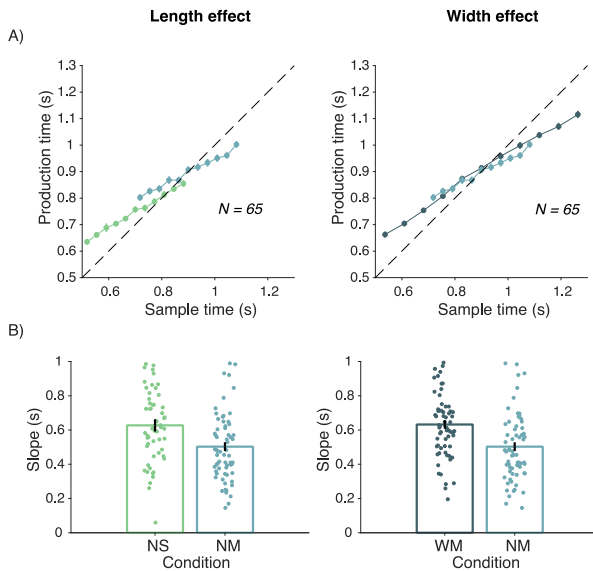 Length effect
Width effect
A)
Production time (s)
1.3
1.2
1.1
1
0.9
0.8
0.7
0.6
0.5
N = 65
0.6 0.8 1 1.2
Sample time (s)
Production time (s)
1.3
1.2
1.1
1
0.9
0.8
0.7
0.6
0.5
N = 65
0.6 0.8 1 1.2
Sample time (s)
B)
Slope (s)
1
0.8
0.6
0.4
0.2
0
NS NM
Condition
Slope (s)
1
0.8
0.6
0.4
0.2
0
WM NM
Condition